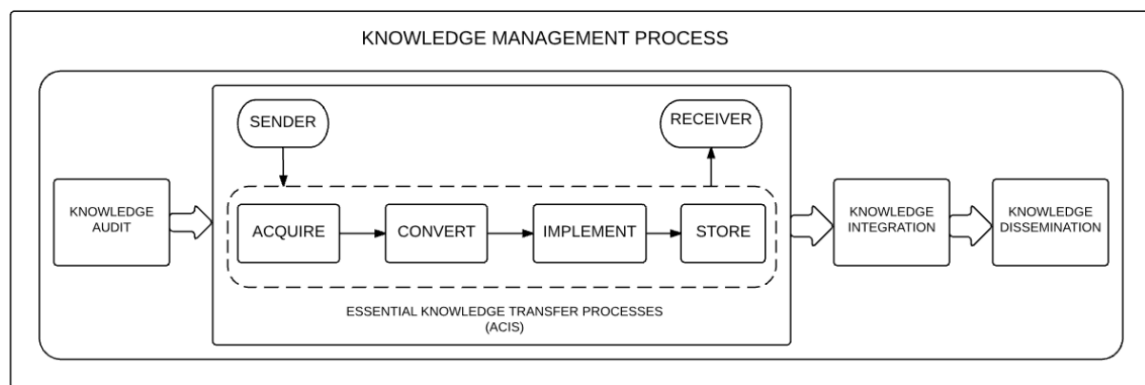 KNOWLEDGE MANAGEMENT PROCESS
SENDER
RECEIVER
KNOWLEDGE
AUDIT
ACQUIRE
CONVERT
IMPLEMENT
STORE
KNOWLEDGE
INTEGRATION
KNOWLEDGE
DISSEMINATION
ESSENTIAL KNOWLEDGE TRANSFER PROCESSES
(ACIS)